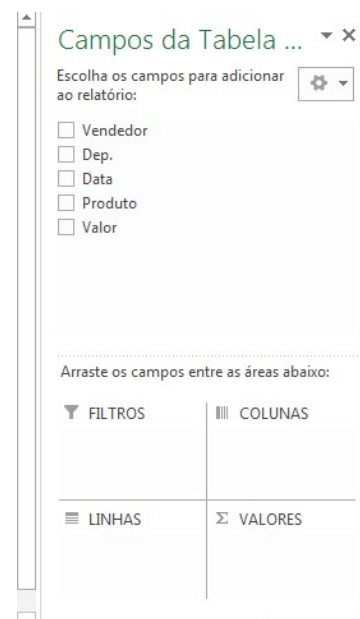 Campos da Tabela ...
Escolha os campos para adicionar
ao relatório:
Vendedor
Dep.
Data
Produto
Valor
Arraste os campos entre as áreas abaixo:
FILTROS
COLUNAS
LINHAS
Σ VALORES